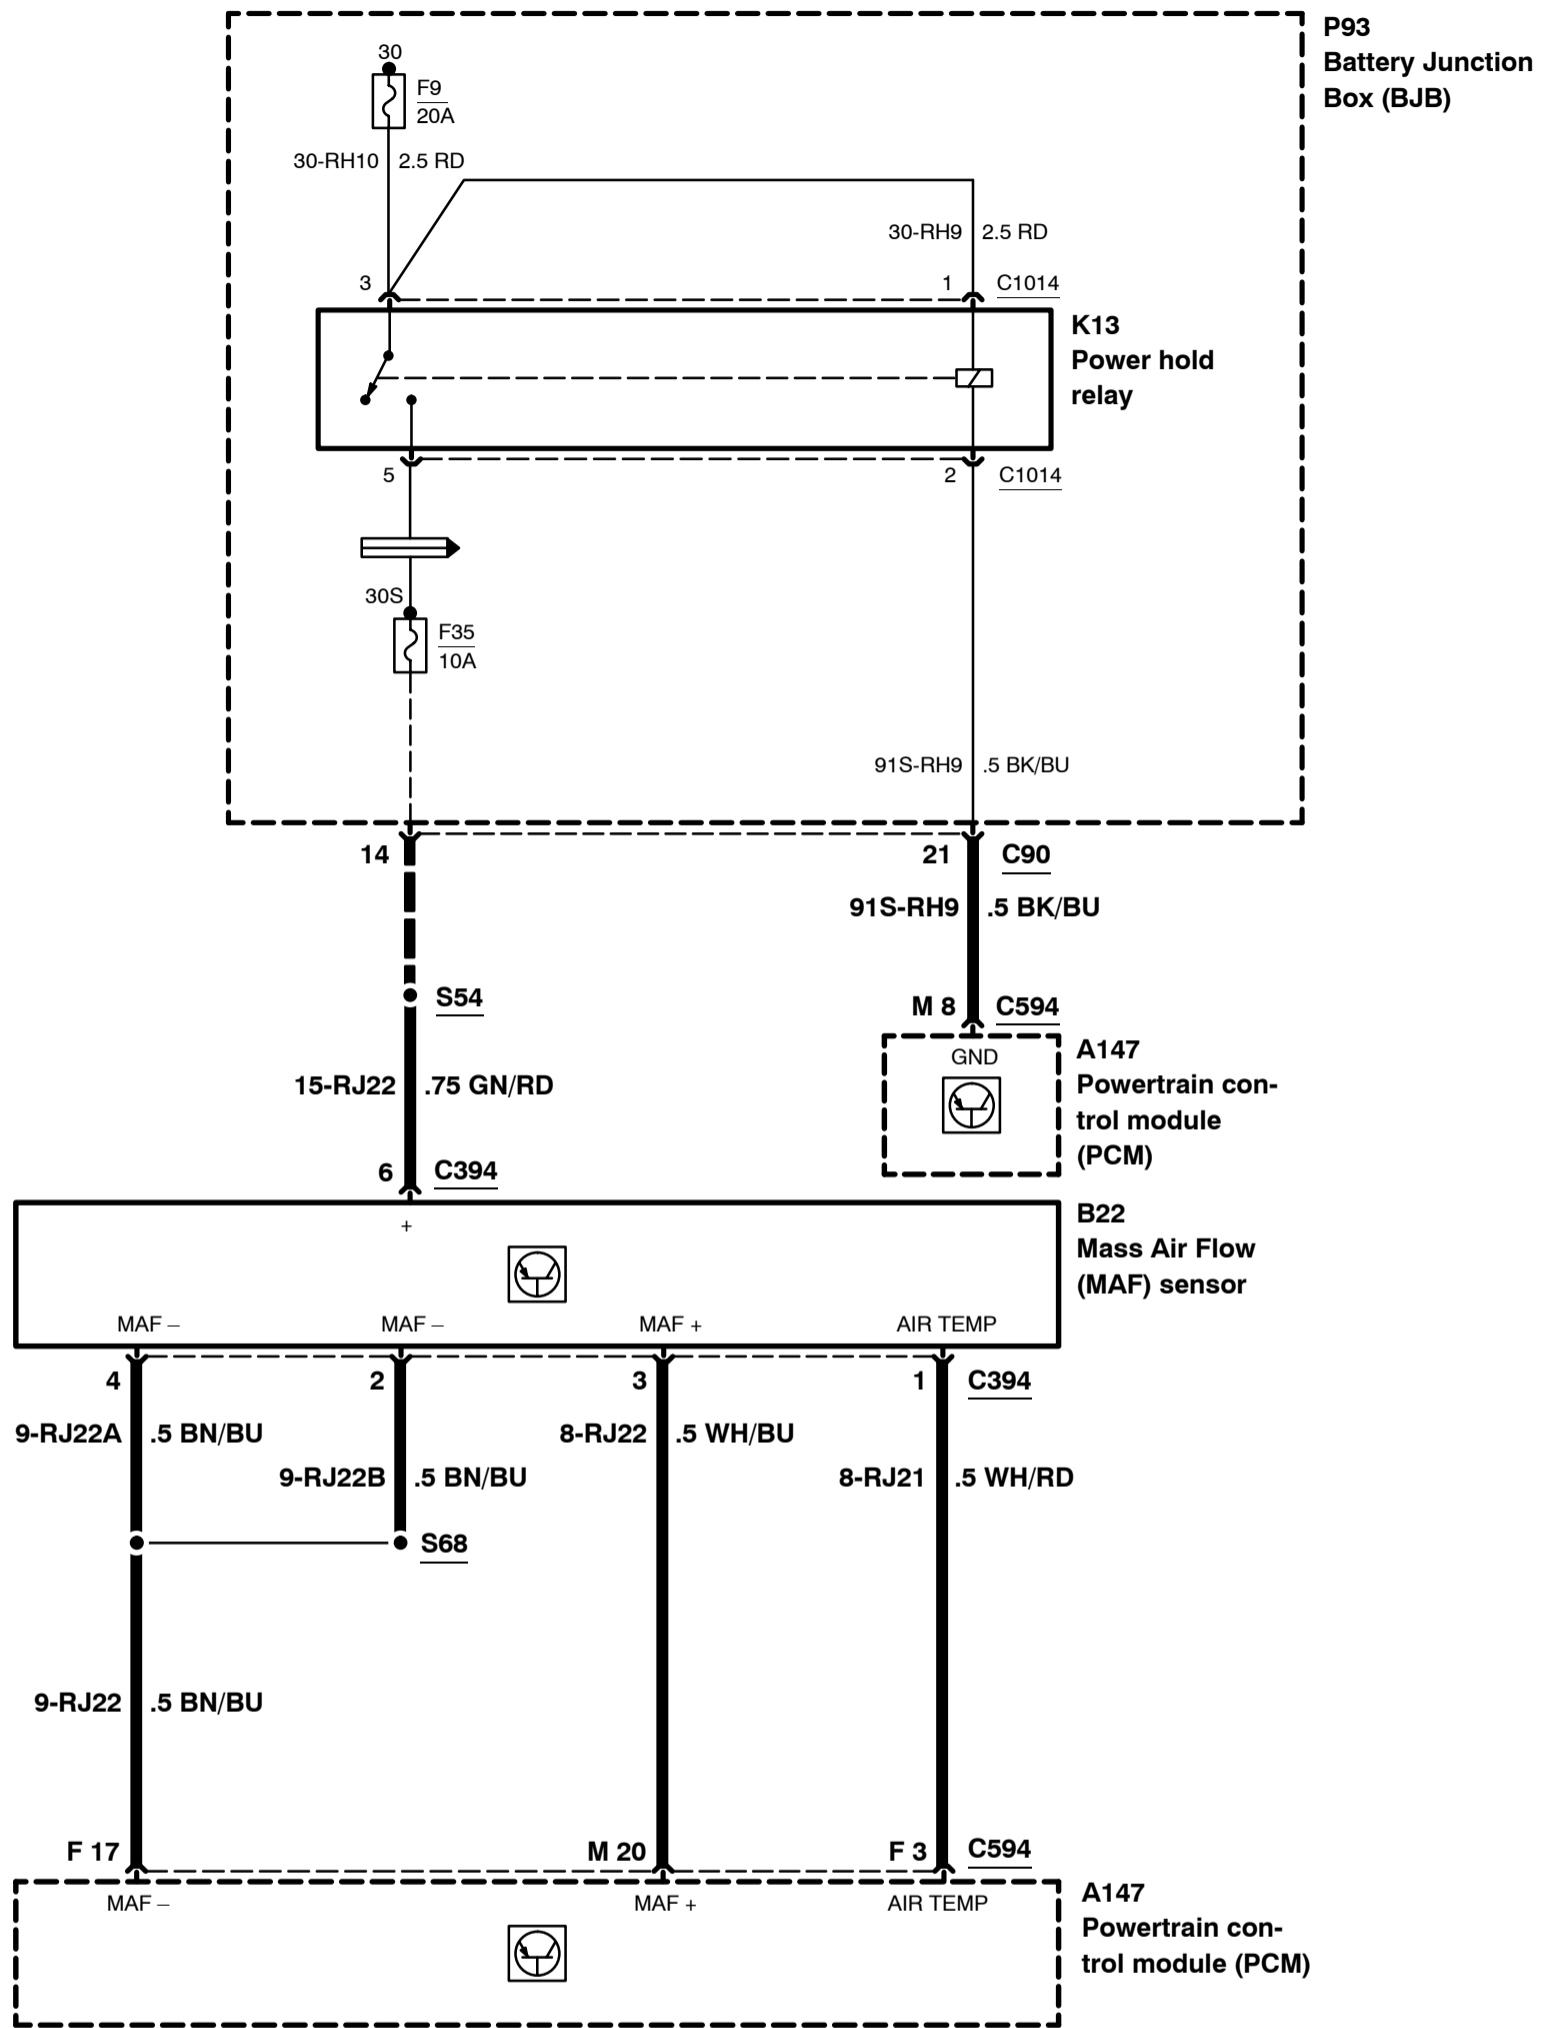 P93
Battery Junction
Box (BJB)
30
F9
20A
30-RH10 2.5 RD
30-RH9 2.5 RD
3 1 C1014
K13
Power hold
relay
5 2 C1014
30S
F35
10A
91S-RH9 .5 BK/BU
14 21 C90
91S-RH9 .5 BK/BU
S54
M 8 C594
GND
A147
Powertrain con-
trol module
(PCM)
15-RJ22 .75 GN/RD
6 C394
+
B22
Mass Air Flow
(MAF) sensor
MAF – MAF – MAF + AIR TEMP
4 2 3 1 C394
9-RJ22A .5 BN/BU 8-RJ22 .5 WH/BU
9-RJ22B .5 BN/BU 8-RJ21 .5 WH/RD
S68
9-RJ22 .5 BN/BU
F 17 M 20 F 3 C594
MAF – MAF + AIR TEMP
A147
Powertrain con-
trol module (PCM)